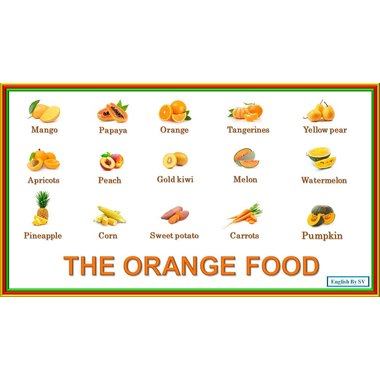 Mango Papaya Orange Tangerines Yellow pear
Apricots Peach Gold kiwi Melon Watermelon
Pineapple Corn Sweet potato Carrots Pumpkin
THE ORANGE FOOD
English By SV